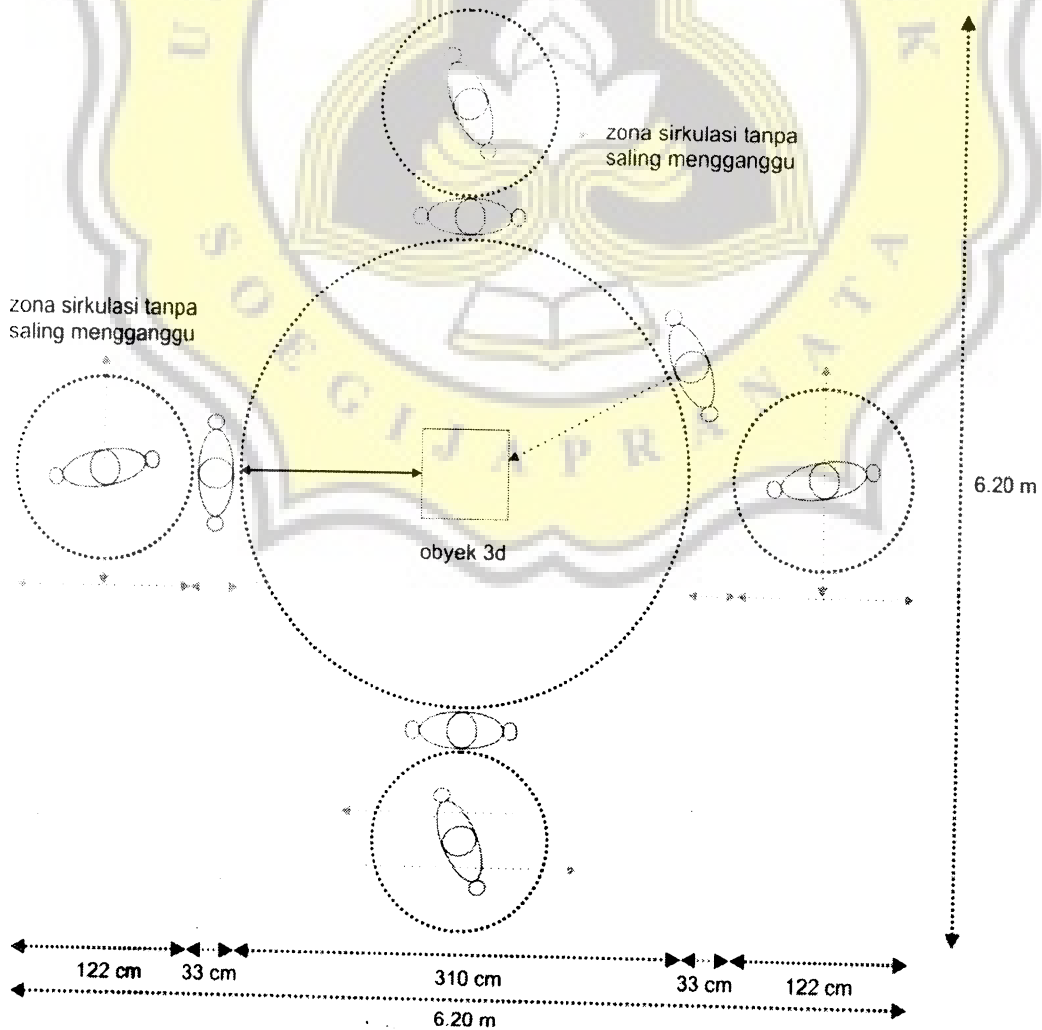 U
K
zona sirkulasi tanpa
saling mengganggu
SOEGIJAPRANATA
zona sirkulasi tanpa
saling mengganggu
6.20 m
obyek 3d
122 cm
33 cm
310 cm
33 cm
122 cm
6.20 m